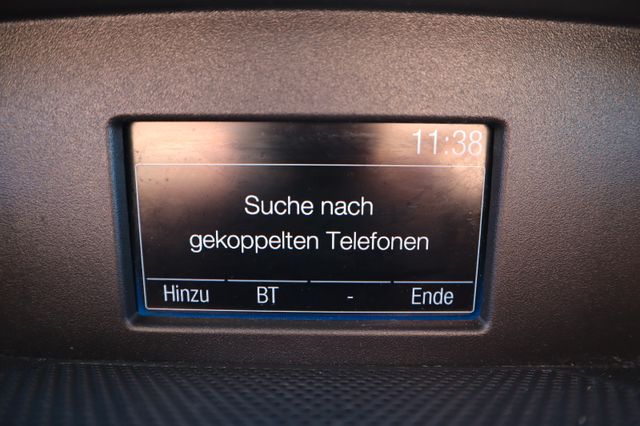 11:38
Suche nach
gekoppelten Telefonen
Hinzu BT - Ende